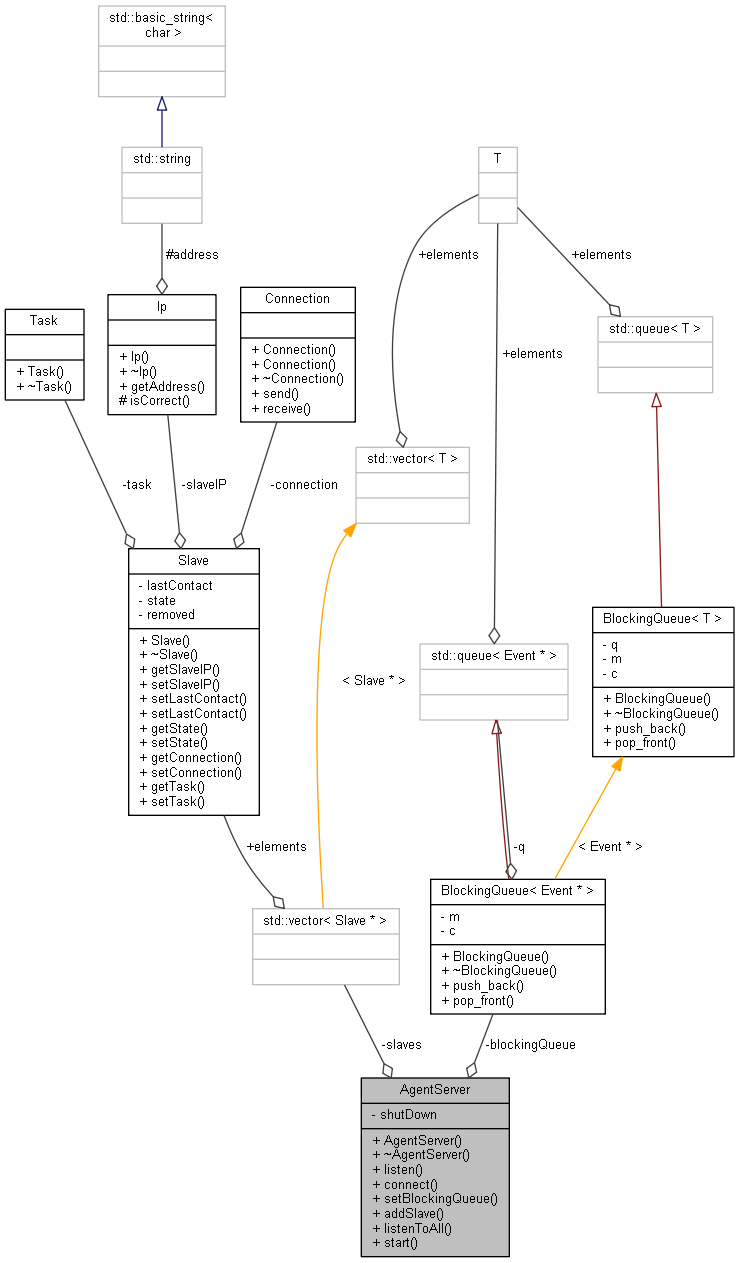 std::basic_string<
char >
std::string
T
#address
+elements
+elements
+elements
Task
+ Task()
+ ~Task()
Ip
+ Ip()
+ ~Ip()
+ getAddress()
# isCorrect()
Connection
+ Connection()
+ Connection()
+ ~Connection()
+ send()
+ receive()
std::queue< T >
std::vector< T >
-task
-slaveIP
-connection
Slave
- lastContact
- state
- removed
+ Slave()
+ ~Slave()
+ getSlaveIP()
+ setSlaveIP()
+ setLastContact()
+ setLastContact()
+ getState()
+ setState()
+ getConnection()
+ setConnection()
+ getTask()
+ setTask()
< Slave * >
std::queue< Event * >
BlockingQueue< T >
- q
- m
- c
+ BlockingQueue()
+ ~BlockingQueue()
+ push_back()
+ pop_front()
+elements
-q
< Event * >
std::vector< Slave * >
BlockingQueue< Event * >
- m
- c
+ BlockingQueue()
+ ~BlockingQueue()
+ push_back()
+ pop_front()
-slaves
-blockingQueue
AgentServer
- shutDown
+ AgentServer()
+ ~AgentServer()
+ listen()
+ connect()
+ setBlockingQueue()
+ addSlave()
+ listenToAll()
+ start()